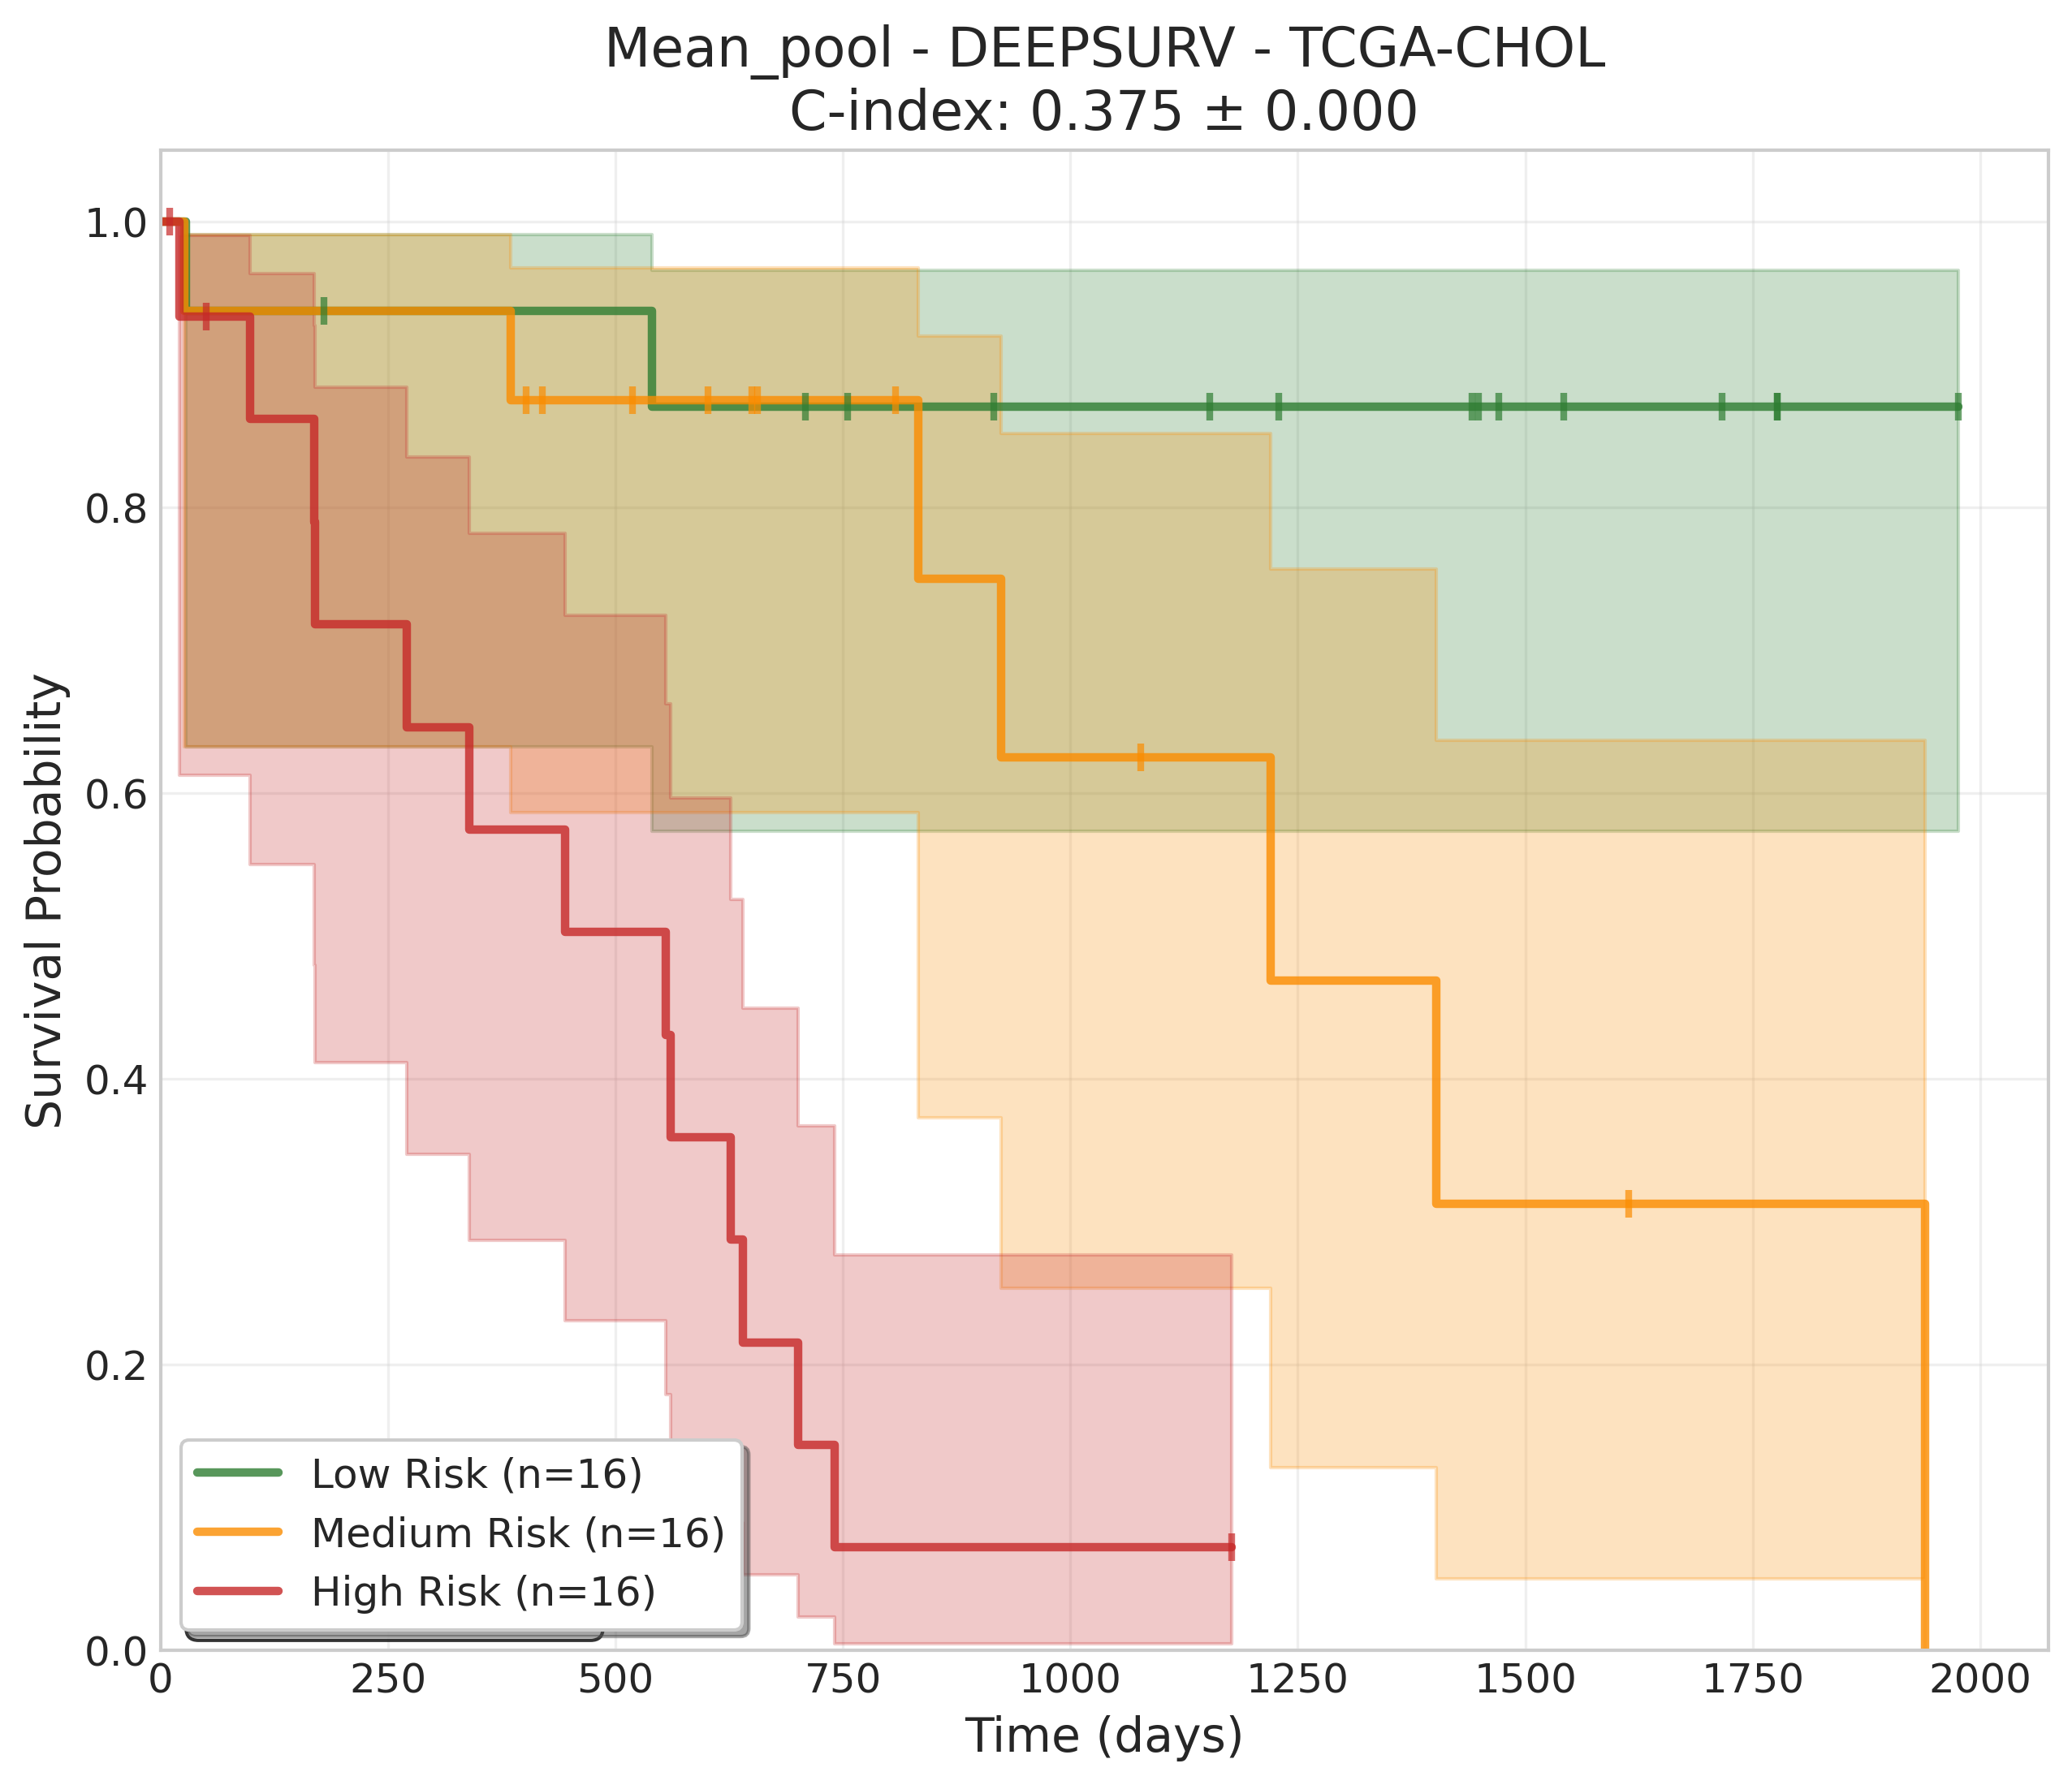 Mean_pool - DEEPSURV - TCGA-CHOL
C-index: 0.375 ± 0.000
Survival Probability
1.0
0.8
0.6
0.4
0.2
0.0
Low Risk (n=16)
Medium Risk (n=16)
High Risk (n=16)
0 250 500 750 1000 1250 1500 1750 2000
Time (days)